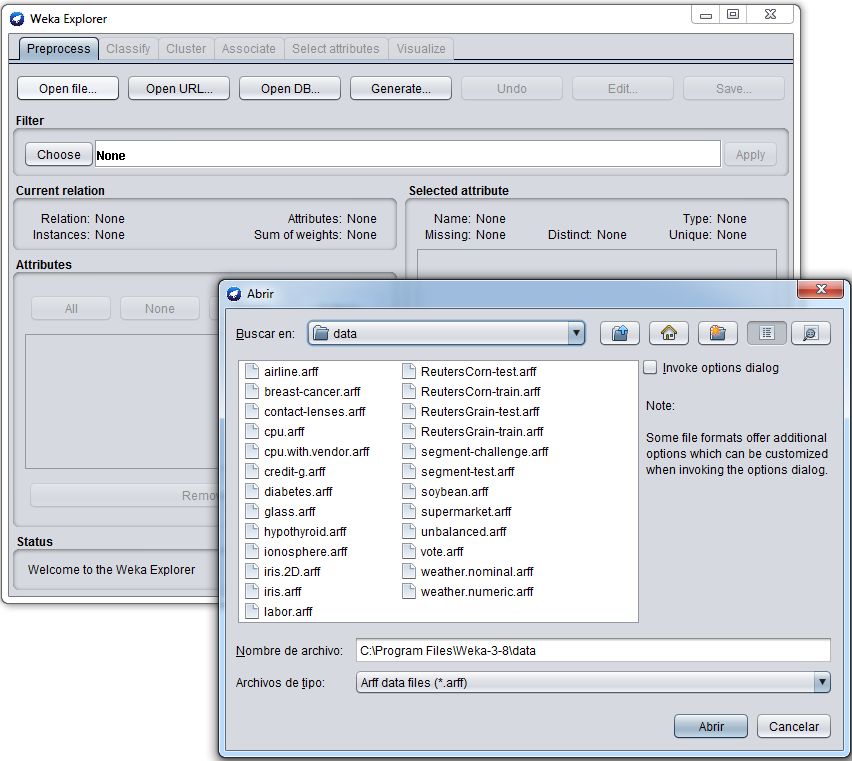 Weka Explorer
Preprocess Classify Cluster Associate Select attributes Visualize
Open file... Open URL... Open DB... Generate... Undo Edit... Save...
Filter
Choose None Apply
Current relation
Relation: None Attributes: None
Instances: None Sum of weights: None
Selected attribute
Name: None Type: None
Missing: None Distinct: None Unique: None
Attributes
All None
Remo
Status
Welcome to the Weka Explorer
Abrir
Buscar en: data
airline.arff
breast-cancer.arff
contact-lenses.arff
cpu.arff
cpu.with.vendor.arff
credit-g.arff
diabetes.arff
glass.arff
hypothyroid.arff
ionosphere.arff
iris.2D.arff
iris.arff
labor.arff
ReutersCorn-test.arff
ReutersCorn-train.arff
ReutersGrain-test.arff
ReutersGrain-train.arff
segment-challenge.arff
segment-test.arff
soybean.arff
supermarket.arff
unbalanced.arff
vote.arff
weather.nominal.arff
weather.numeric.arff
Invoke options dialog
Note:
Some file formats offer additional
options which can be customized
when invoking the options dialog.
Nombre de archivo: C:\Program Files\Weka-3-8\data
Archivos de tipo: Arff data files (*.arff)
Abrir Cancelar